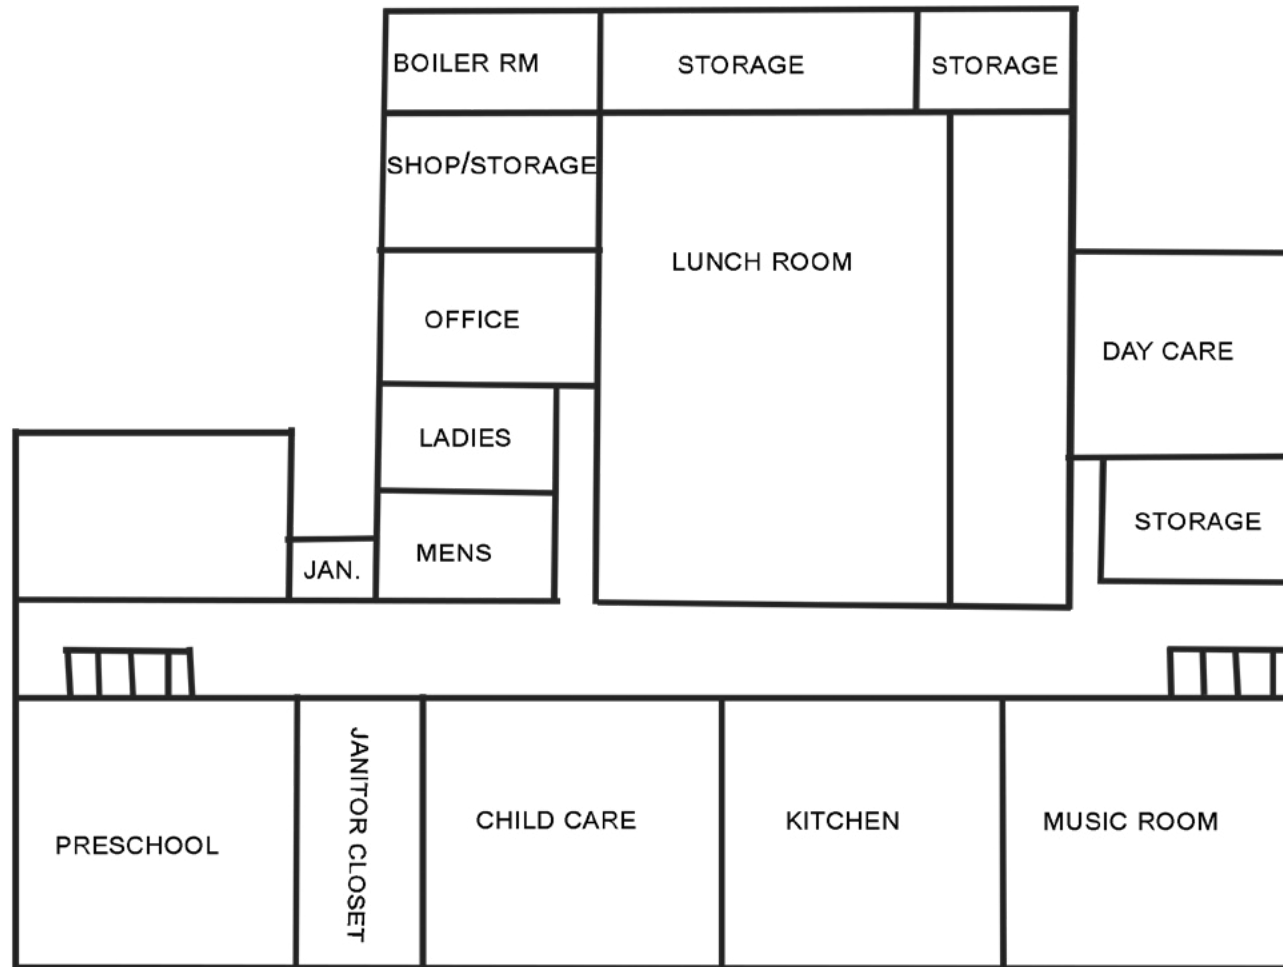 BOILER RM
STORAGE
STORAGE
SHOP/STORAGE
LUNCH ROOM
OFFICE
DAY CARE
LADIES
STORAGE
MENS
JAN.
PRESCHOOL
JANITOR CLOSET
CHILD CARE
KITCHEN
MUSIC ROOM